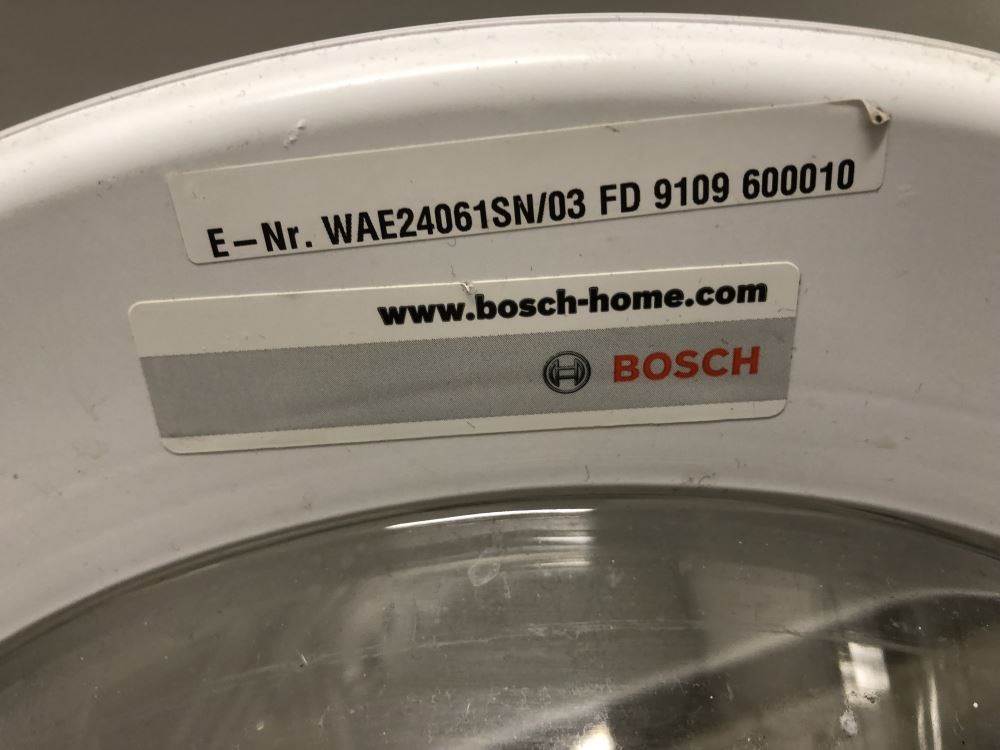 E-Nr. WAE24061SN/03 FD 9109 600010
www.bosch-home.com
BOSCH